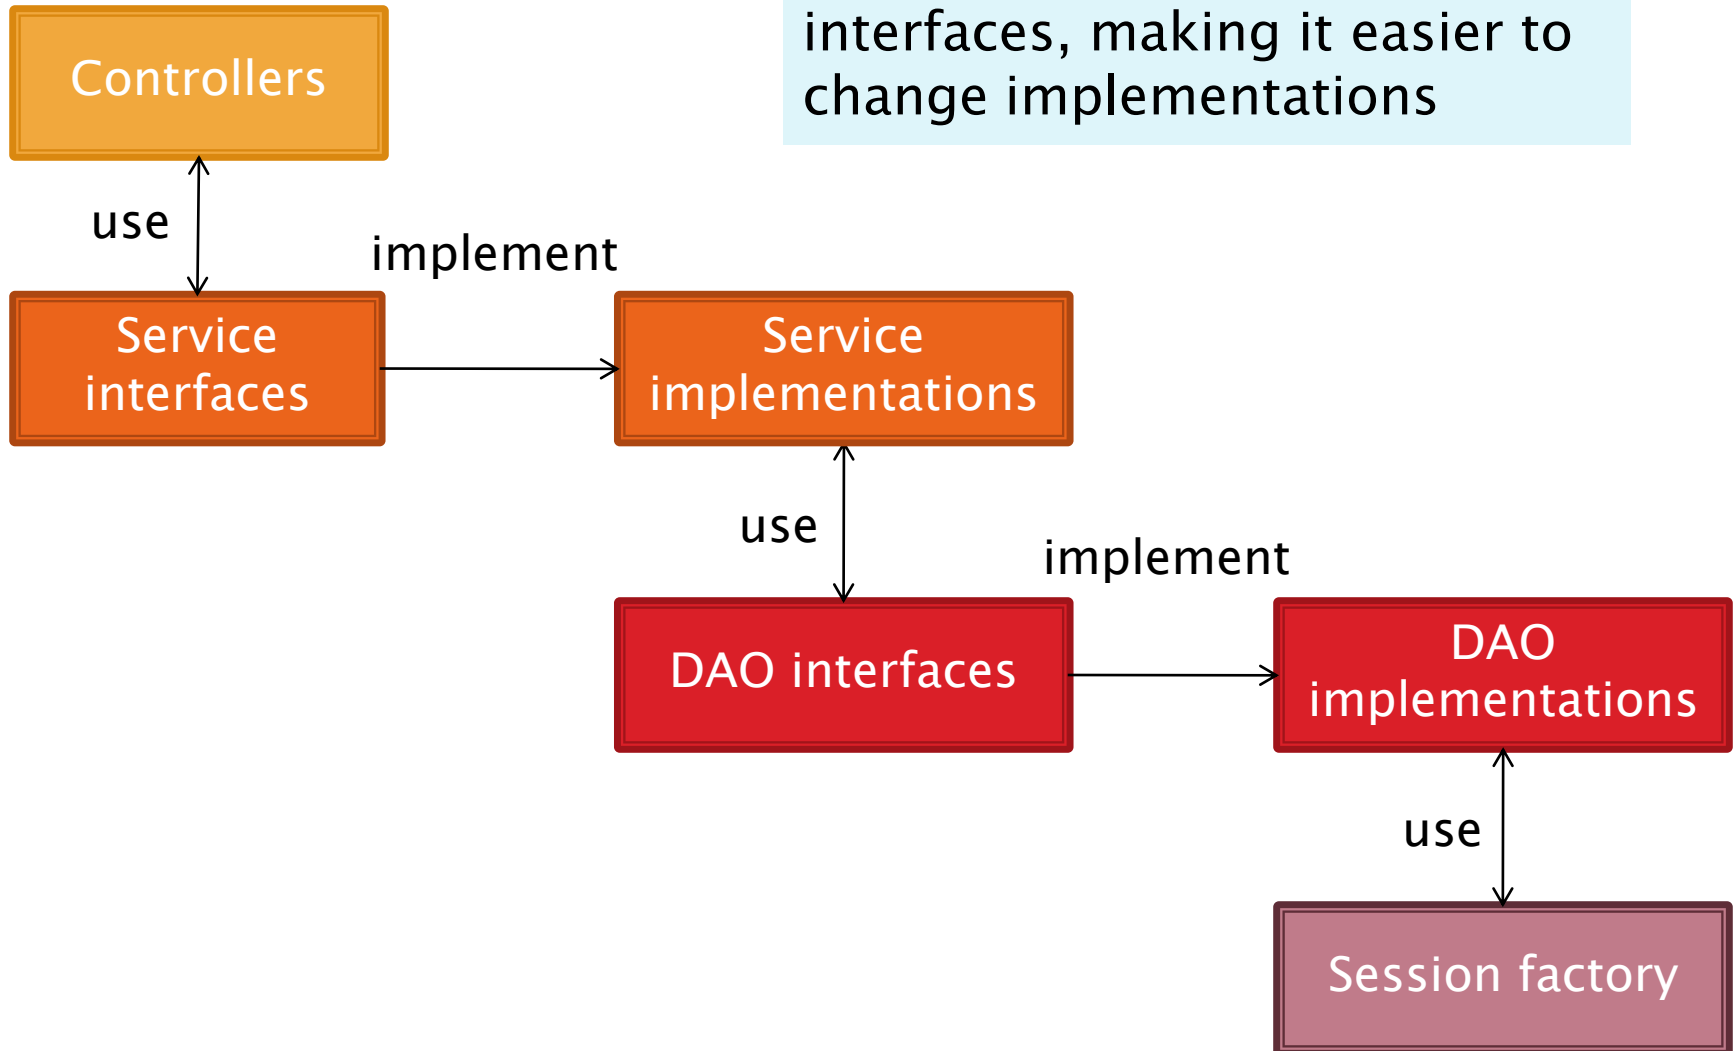 interfaces, making it easier to
change implementations
Controllers
use
implement
Service
interfaces
Service
implementations
use
implement
DAO interfaces
DAO
implementations
use
Session factory